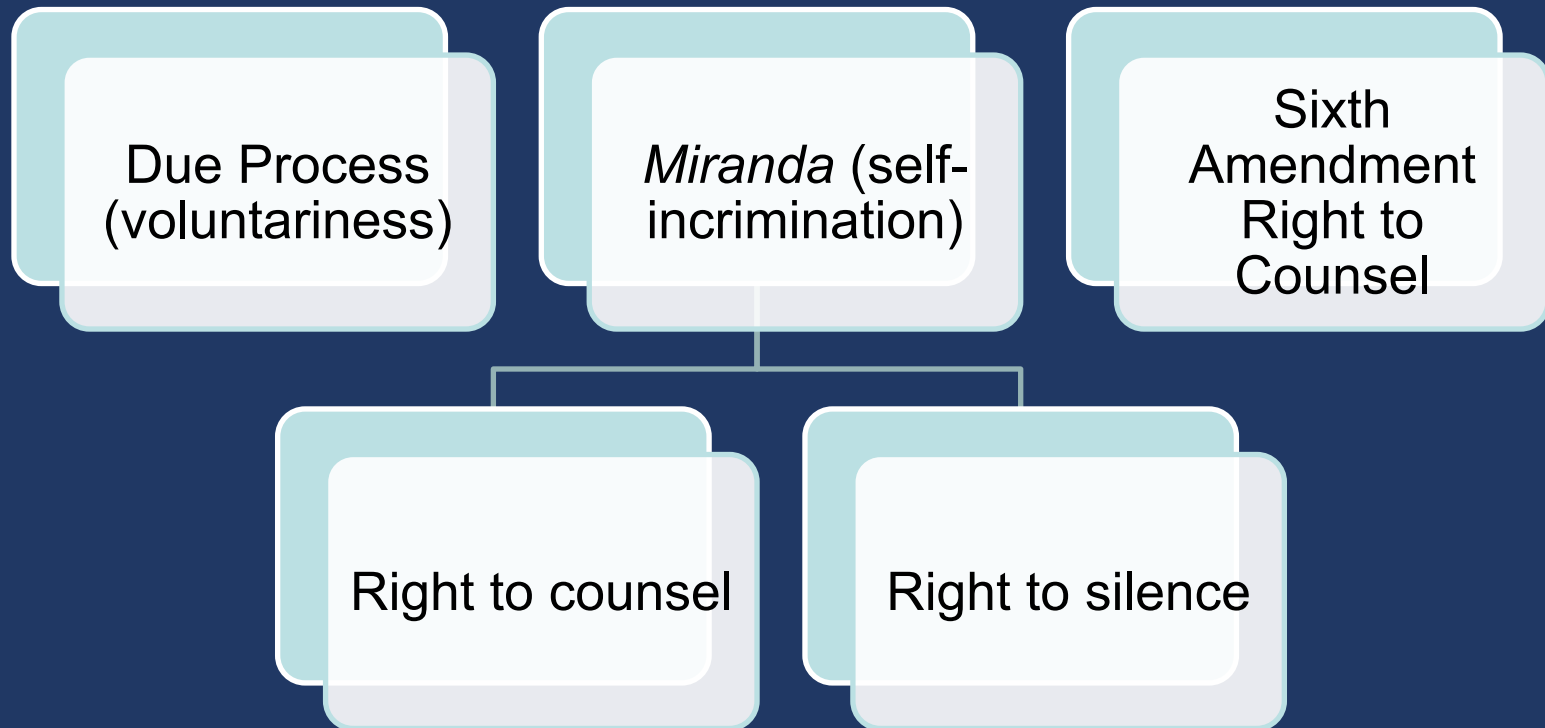 Due Process
(voluntariness)
Miranda (self-
incrimination)
Sixth
Amendment
Right to
Counsel
Right to counsel
Right to silence